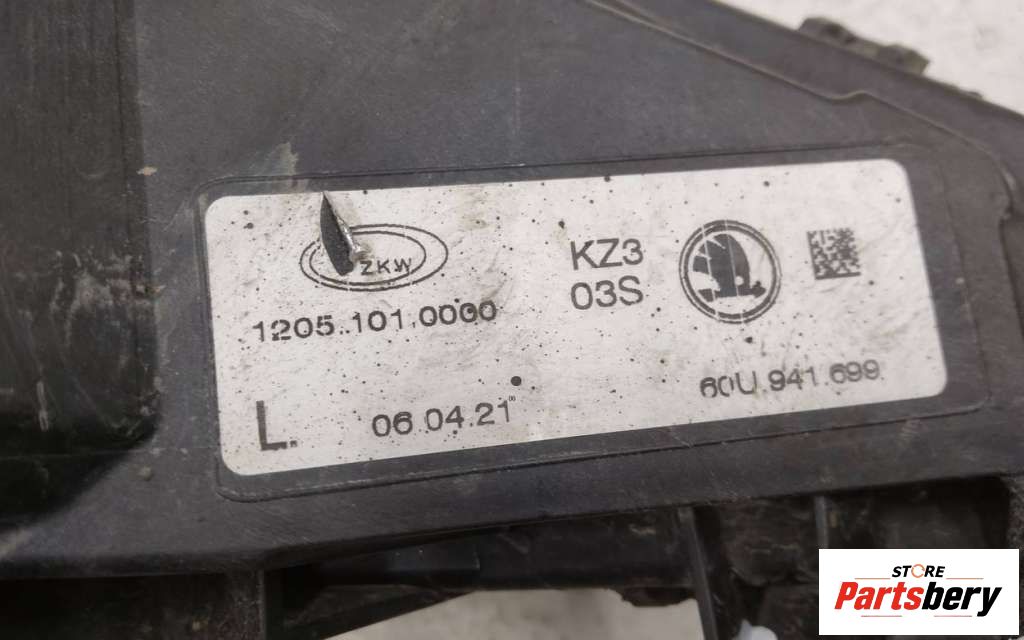 ZKW
KZ3
03S
1205.101.0000
L. 06.04.21
60U.941.699
STORE
Partsbery